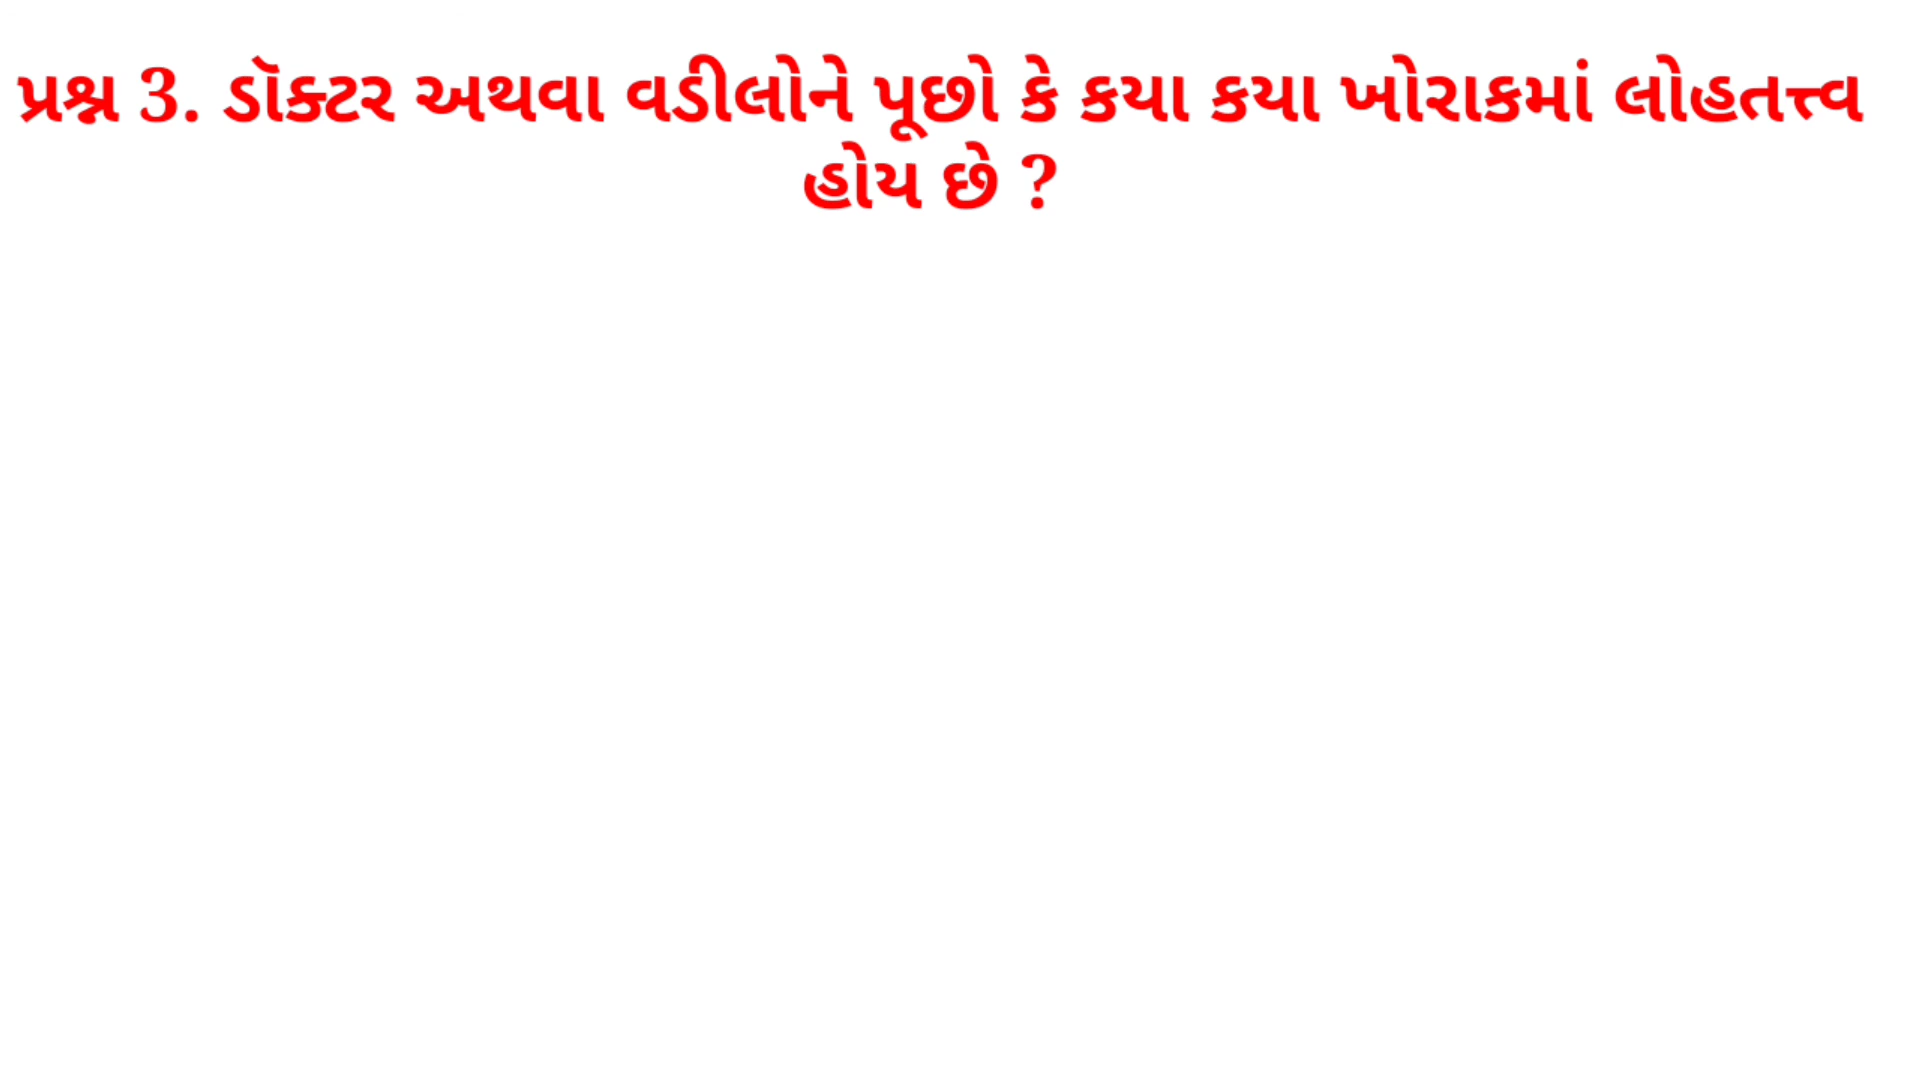 પ્રશ્ન 3. ડૉક્ટર અથવા વડીલોને પૂછો કે કયા કયા ખોરાકમાં લોહતત્ત્વ
હોય છે ?